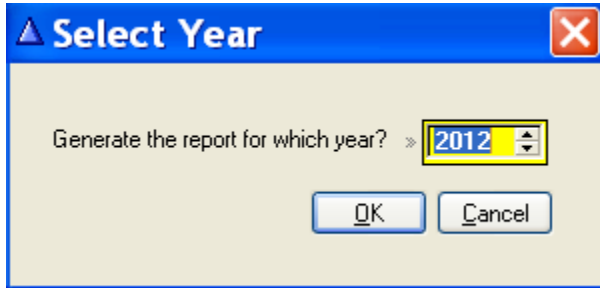 Select Year
Generate the report for which year? » 2012
OK Cancel